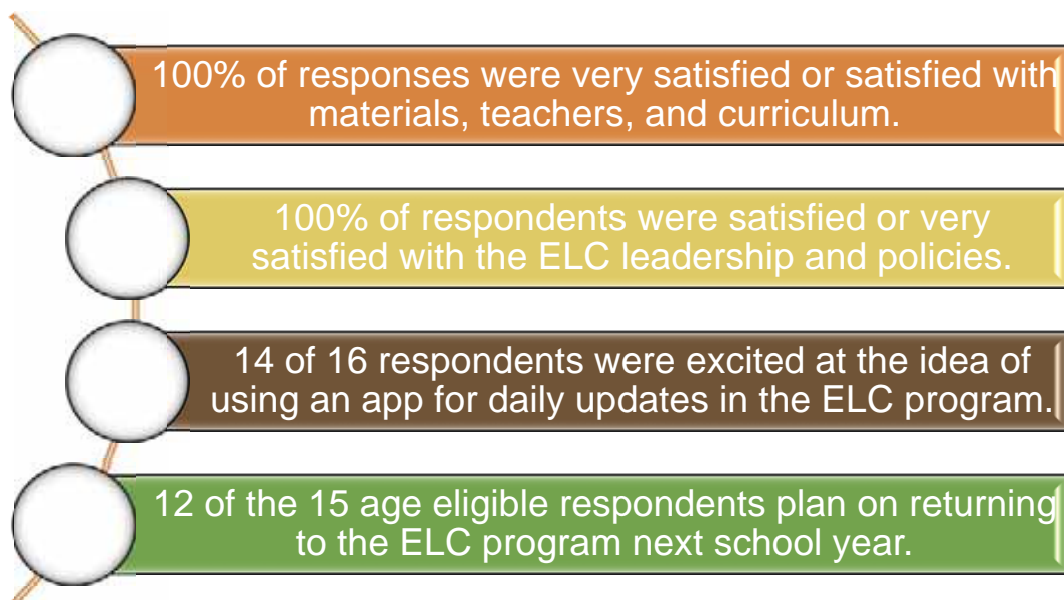 100% of responses were very satisfied or satisfied with
materials, teachers, and curriculum.
100% of respondents were satisfied or very
satisfied with the ELC leadership and policies.
14 of 16 respondents were excited at the idea of
using an app for daily updates in the ELC program.
12 of the 15 age eligible respondents plan on returning
to the ELC program next school year.